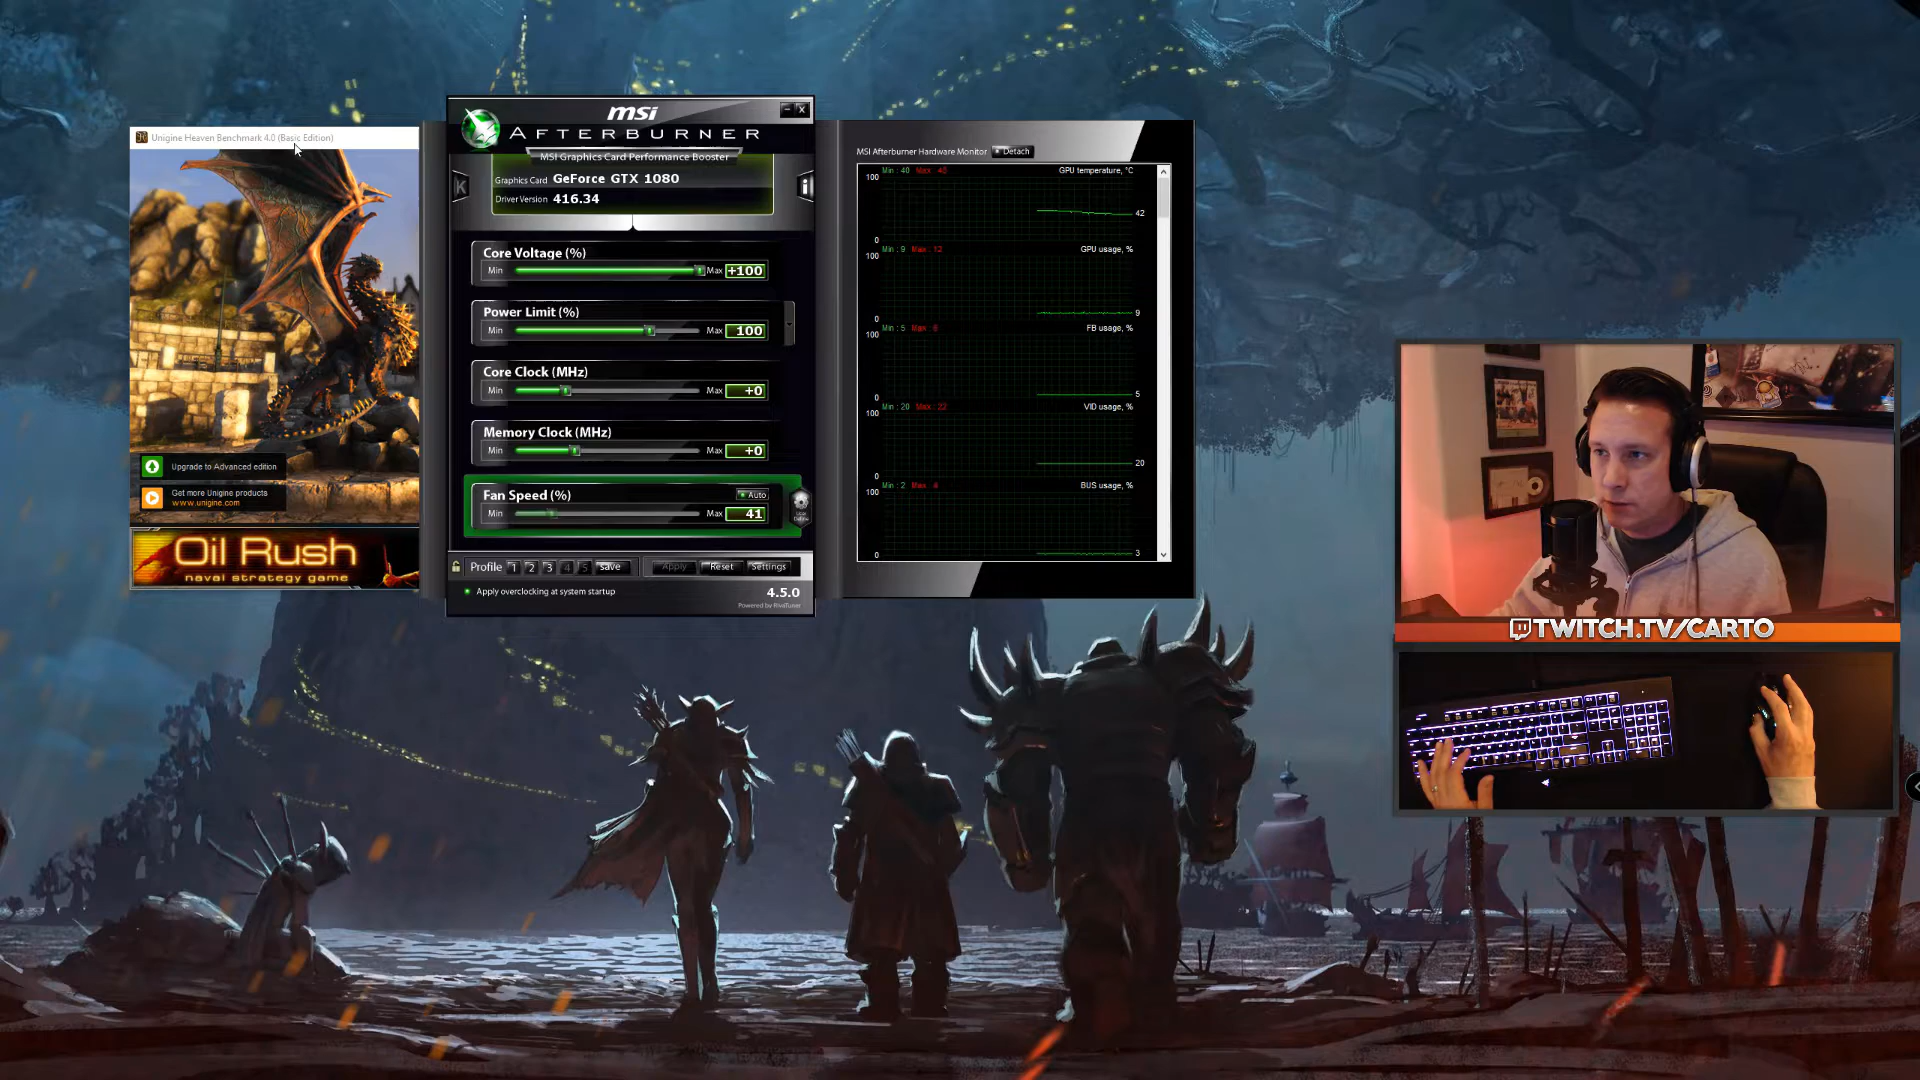 Unigine Heaven Benchmark 4.0 (Basic Edition)
Upgrade to Advanced edition
Get more Unigine products
www.unigine.com
Oil Rush
naval strategy game
msi
AFTERBURNER
MSI Graphics Card Performance Booster
K
i
Graphics Card GeForce GTX 1080
Driver Version 416.34
Core Voltage (%)
Min Max +100
Power Limit (%)
Min Max 100
Core Clock (MHz)
Min Max +0
Memory Clock (MHz)
Min Max +0
Fan Speed (%) Auto
Min Max 41
Profile 1 2 3 4 5 save Apply Reset Settings
Apply overclocking at system startup 4.5.0
Powered by RivaTuner
MSI Afterburner Hardware Monitor Detach
Min : 40 Max : 48 GPU temperature, °C
100
42
0
Min : 9 Max : 12 GPU usage, %
100
9
0
Min : 5 Max : 6 FB usage, %
100
5
0
Min : 20 Max : 22 VID usage, %
100
20
0
Min : 2 Max : 4 BUS usage, %
100
3
0
TWITCH.TV/CARTO